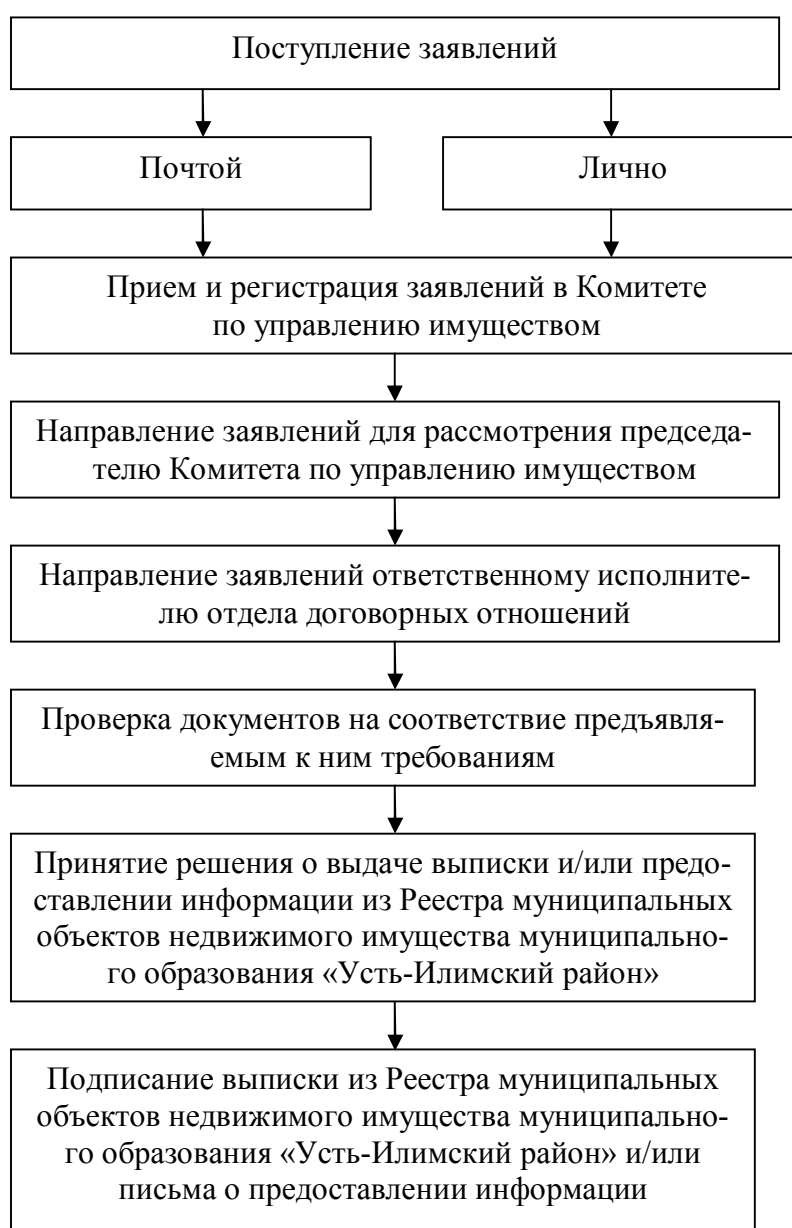 Поступление заявлений
Почтой
Лично
Прием и регистрация заявлений в Комитете
по управлению имуществом
Направление заявлений для рассмотрения председа-
телю Комитета по управлению имуществом
Направление заявлений ответственному исполните-
лю отдела договорных отношений
Проверка документов на соответствие предъявля-
емым к ним требованиям
Принятие решения о выдаче выписки и/или предо-
ставлении информации из Реестра муниципальных
объектов недвижимого имущества муниципально-
го образования «Усть-Илимский район»
Подписание выписки из Реестра муниципальных
объектов недвижимого имущества муниципально-
го образования «Усть-Илимский район» и/или
письма о предоставлении информации